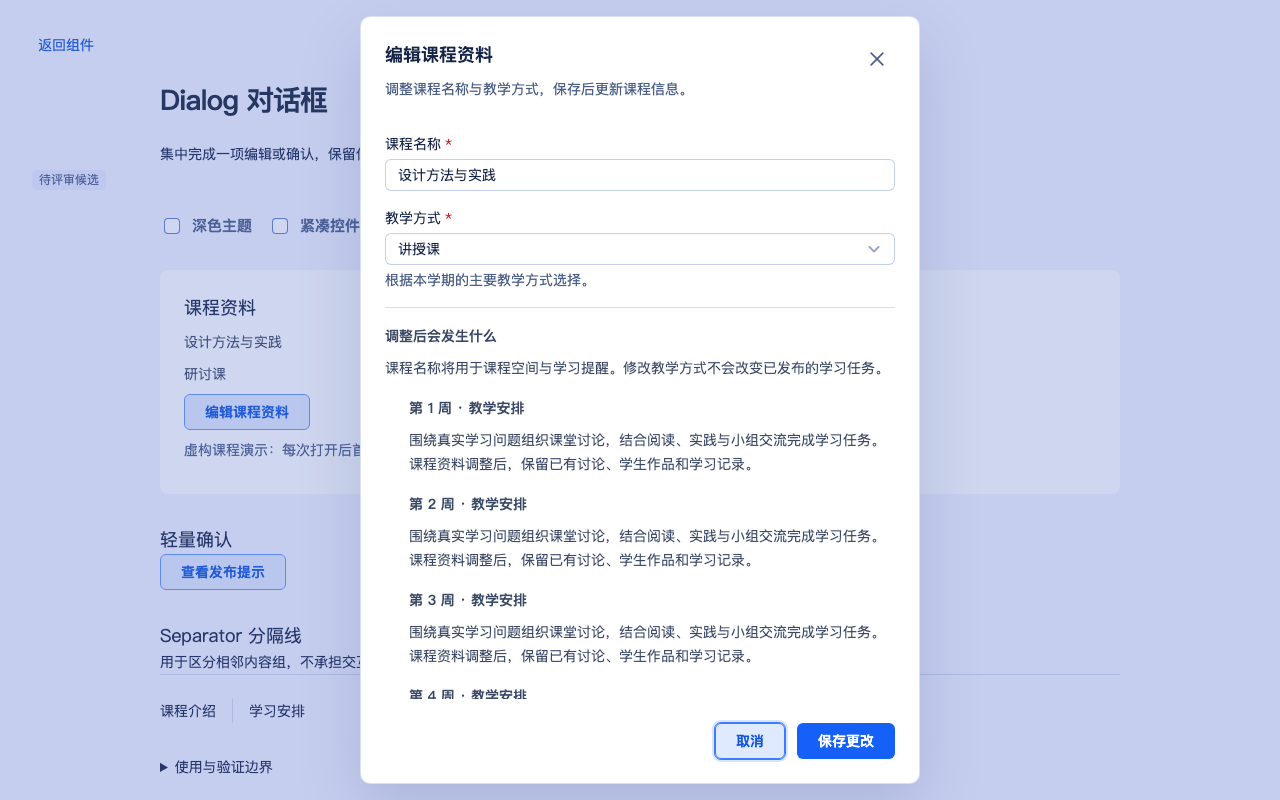 返回组件
Dialog 对话框
集中完成一项编辑或确认，保留
待评审候选
深色主题
紧凑控件
课程资料
设计方法与实践
研讨课
编辑课程资料
虚构课程演示：每次打开后
轻量确认
查看发布提示
Separator 分隔线
用于区分相邻内容组，不承担交
课程介绍
学习安排
使用与验证边界
编辑课程资料
调整课程名称与教学方式，保存后更新课程信息。
课程名称 *
设计方法与实践
教学方式 *
讲授课
根据本学期的主要教学方式选择。
调整后会发生什么
课程名称将用于课程空间与学习提醒。修改教学方式不会改变已发布的学习任务。
第 1 周 · 教学安排
围绕真实学习问题组织课堂讨论，结合阅读、实践与小组交流完成学习任务。
课程资料调整后，保留已有讨论、学生作品和学习记录。
第 2 周 · 教学安排
围绕真实学习问题组织课堂讨论，结合阅读、实践与小组交流完成学习任务。
课程资料调整后，保留已有讨论、学生作品和学习记录。
第 3 周 · 教学安排
围绕真实学习问题组织课堂讨论，结合阅读、实践与小组交流完成学习任务。
课程资料调整后，保留已有讨论、学生作品和学习记录。
第 4 周 · 教学安排
取消
保存更改